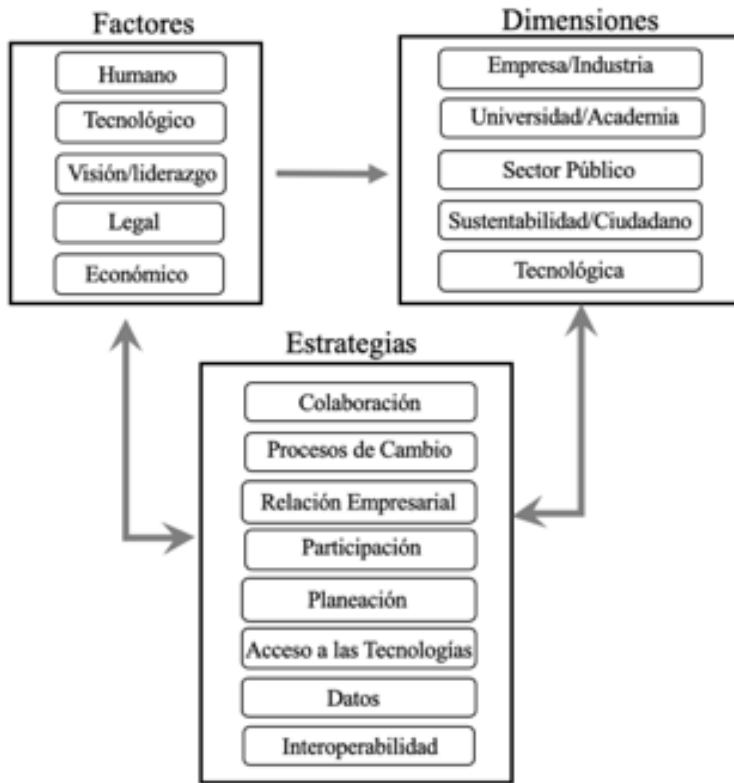 Factores
Humano
Tecnológico
Visión/liderazgo
Legal
Económico
Dimensiones
Empresa/Industria
Universidad/Academia
Sector Público
Sustentabilidad/Ciudadano
Tecnológica
Estrategias
Colaboración
Procesos de Cambio
Relación Empresarial
Participación
Planeación
Acceso a las Tecnologías
Datos
Interoperabilidad